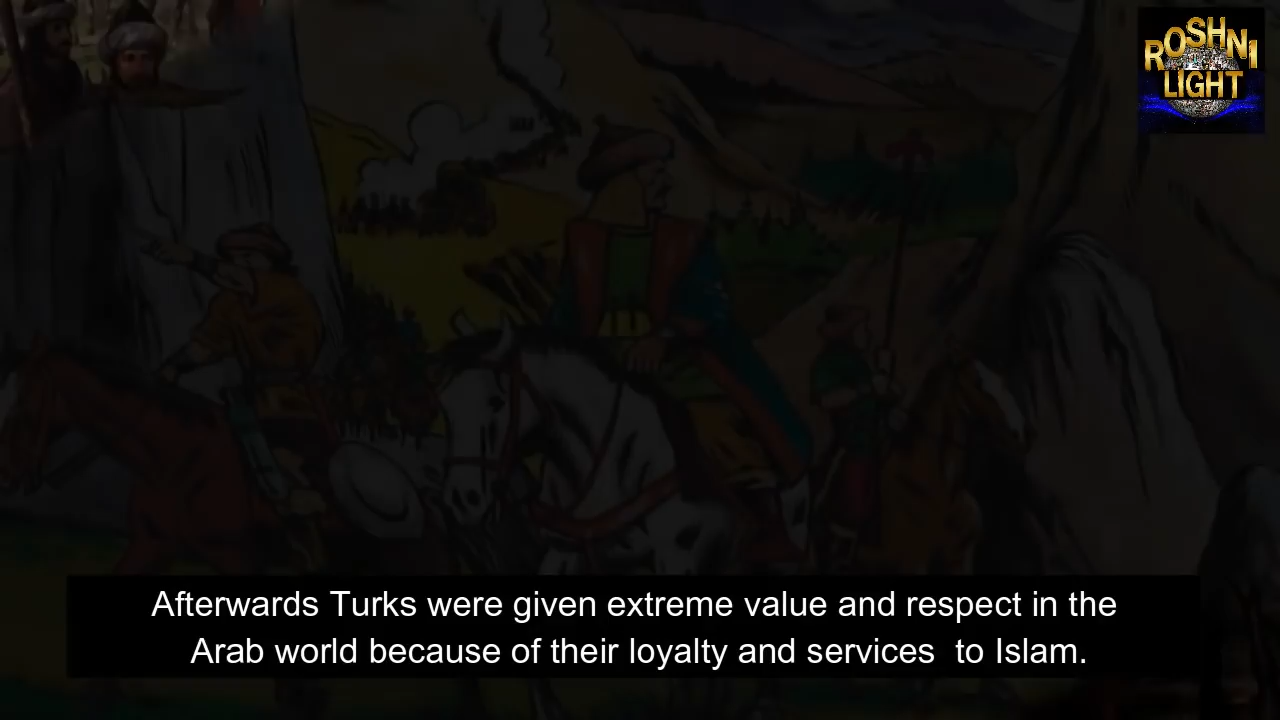 ROSHNI
LIGHT
Afterwards Turks were given extreme value and respect in the
Arab world because of their loyalty and services  to Islam.